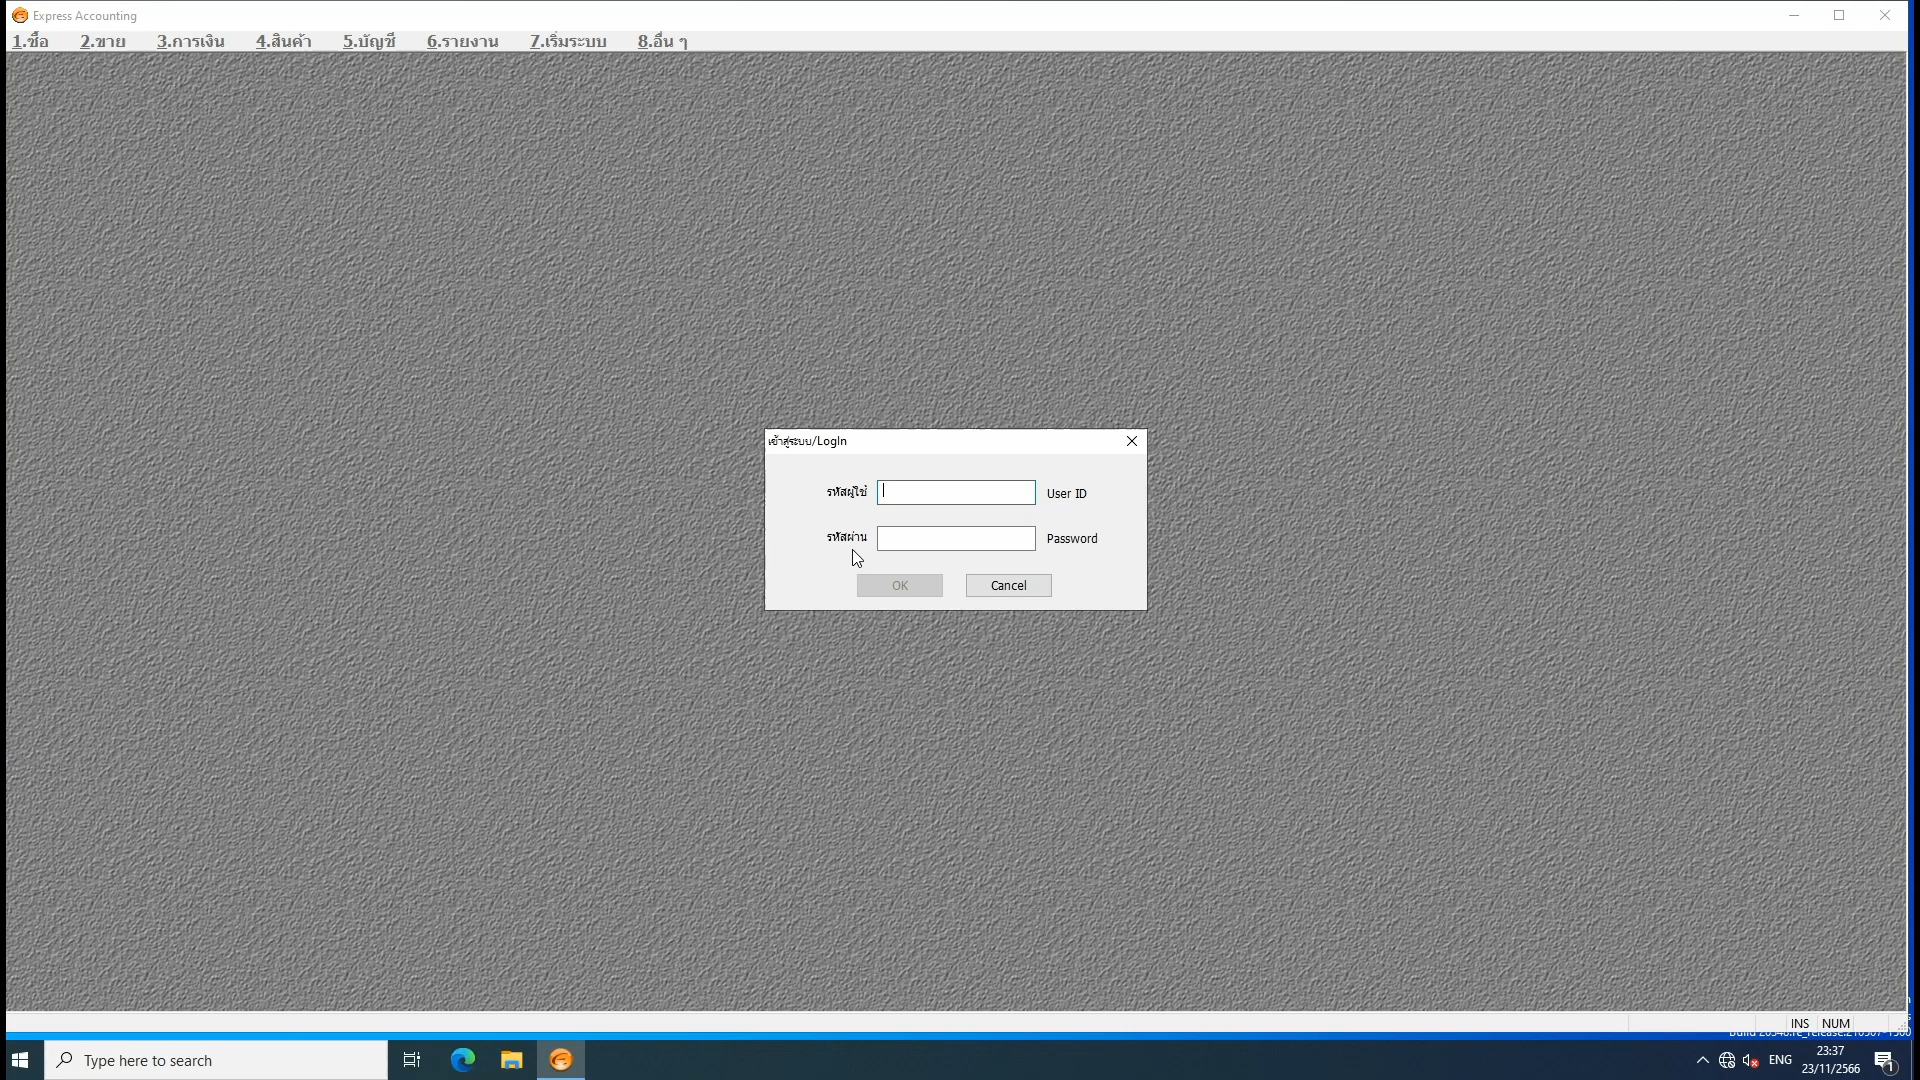 Express Accounting
1.ซื้อ 2.ขาย 3.การเงิน 4.สินค้า 5.บัญชี 6.รายงาน 7.เริ่มระบบ 8.อื่น ๆ
เข้าสู่ระบบ/LogIn
รหัสผู้ใช้ User ID
รหัสผ่าน Password
OK Cancel
INS NUM
Type here to search
ENG
23:37
23/11/2566
1